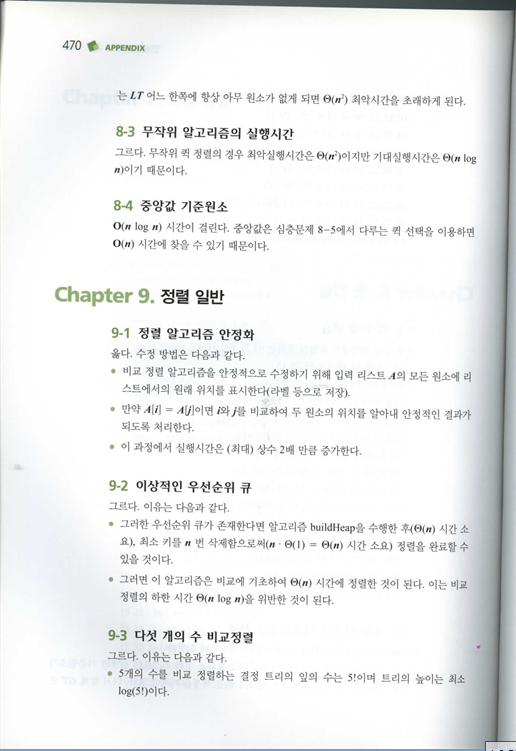 470 APPENDIX
는 LT 어느 한쪽에 항상 아무 원소가 없게 되면 Θ(n²) 최악시간을 초래하게 된다.
8-3 무작위 알고리즘의 실행시간
그르다. 무작위 퀵 정렬의 경우 최악실행시간은 Θ(n²)이지만 기대실행시간은 Θ(n log
n)이기 때문이다.
8-4 중앙값 기준원소
O(n log n) 시간이 걸린다. 중앙값은 심층문제 8-5에서 다루는 퀵 선택을 이용하면
O(n) 시간에 찾을 수 있기 때문이다.
Chapter 9. 정렬 일반
9-1 정렬 알고리즘 안정화
옳다. 수정 방법은 다음과 같다.
● 비교 정렬 알고리즘을 안정적으로 수정하기 위해 입력 리스트 A의 모든 원소에 리
스트에서의 원래 위치를 표시한다(라벨 등으로 저장).
● 만약 A[i] = A[j]이면 i와 j를 비교하여 두 원소의 위치를 알아내 안정적인 결과가
되도록 처리한다.
● 이 과정에서 실행시간은 (최대) 상수 2배 만큼 증가한다.
9-2 이상적인 우선순위 큐
그르다. 이유는 다음과 같다.
● 그러한 우선순위 큐가 존재한다면 알고리즘 buildHeap을 수행한 후(Θ(n) 시간 소
요), 최소 키를 n 번 삭제함으로써(n · Θ(1) = Θ(n) 시간 소요) 정렬을 완료할 수
있을 것이다.
● 그러면 이 알고리즘은 비교에 기초하여 Θ(n) 시간에 정렬한 것이 된다. 이는 비교
정렬의 하한 시간 Θ(n log n)을 위반한 것이 된다.
9-3 다섯 개의 수 비교정렬
그르다. 이유는 다음과 같다.
● 5개의 수를 비교 정렬하는 결정 트리의 잎의 수는 5!이며 트리의 높이는 최소
log(5!)이다.